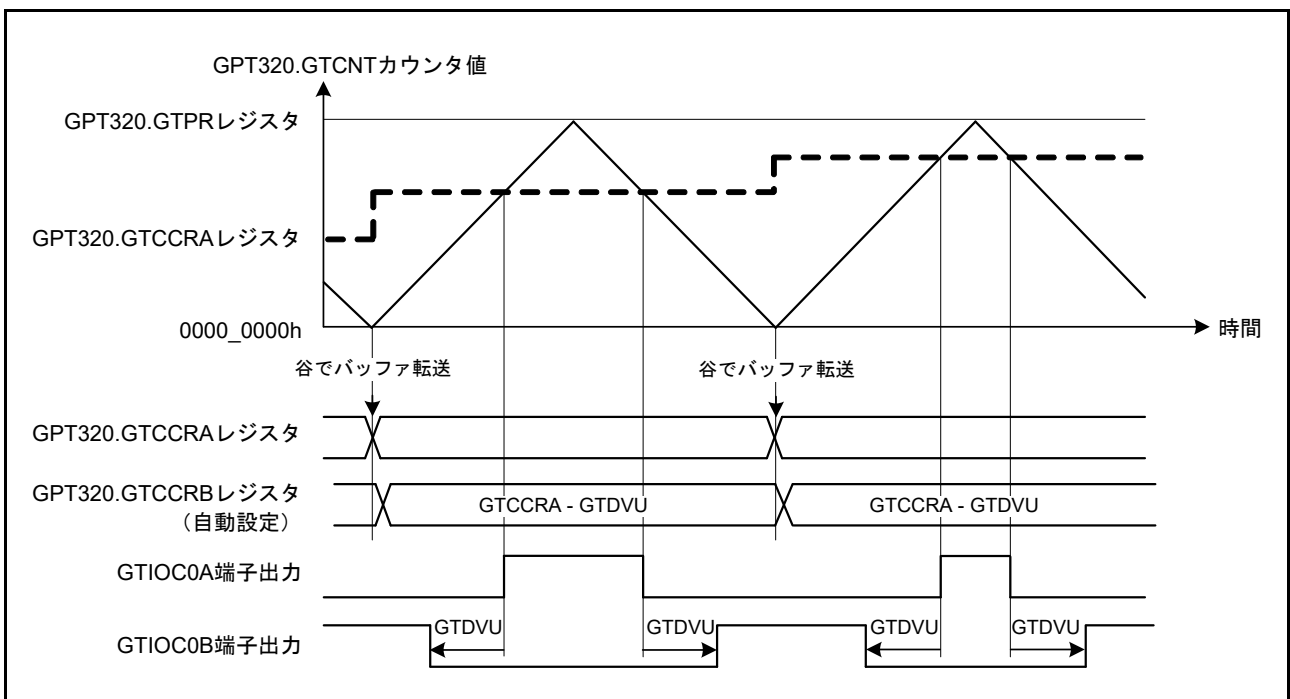 GPT320.GTCNTカウンタ値
GPT320.GTPRレジスタ
GPT320.GTCCRAレジスタ
0000_0000h
時間
谷でバッファ転送
谷でバッファ転送
GPT320.GTCCRAレジスタ
GPT320.GTCCRBレジスタ
(自動設定)
GTCCRA - GTDVU
GTCCRA - GTDVU
GTIOC0A端子出力
GTIOC0B端子出力
GTDVU
GTDVU
GTDVU
GTDVU